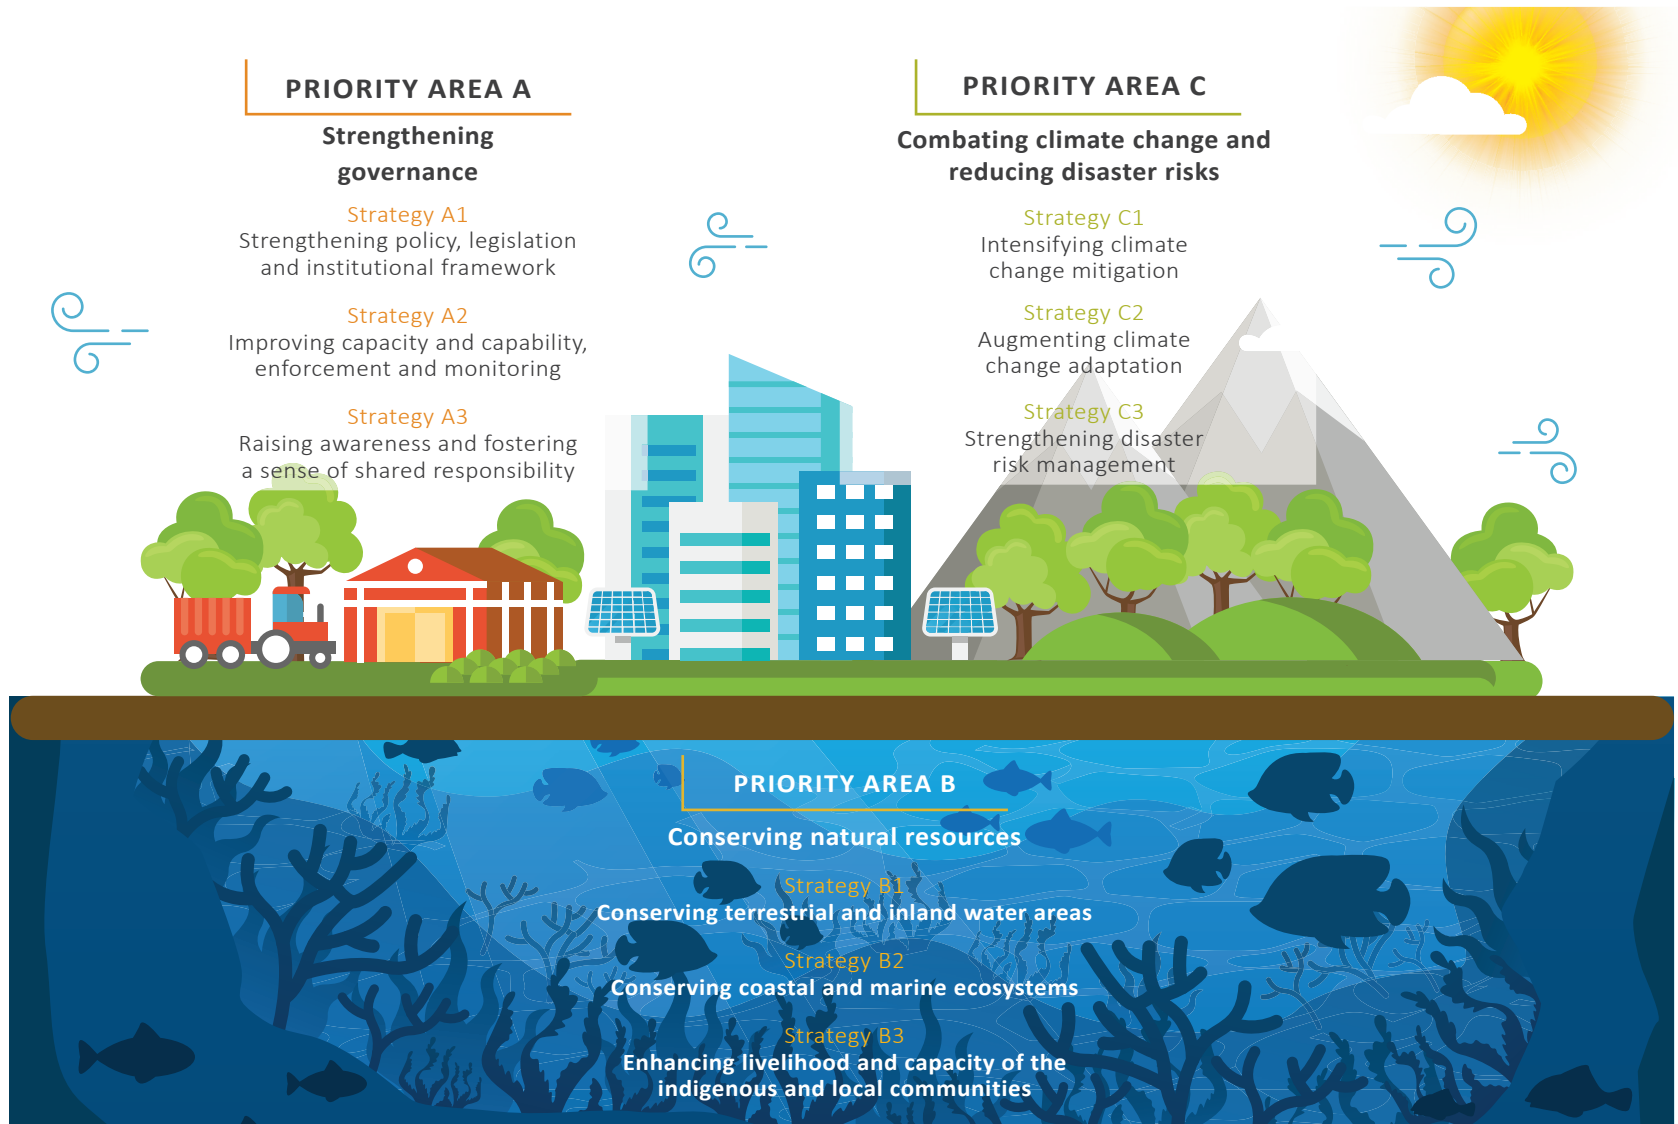 PRIORITY AREA A
Strengthening
governance
Strategy A1
Strengthening policy, legislation
and institutional framework
Strategy A2
Improving capacity and capability,
enforcement and monitoring
Strategy A3
Raising awareness and fostering
a sense of shared responsibility
PRIORITY AREA C
Combating climate change and
reducing disaster risks
Strategy C1
Intensifying climate
change mitigation
Strategy C2
Augmenting climate
change adaptation
Strategy C3
Strengthening disaster
risk management
PRIORITY AREA B
Conserving natural resources
Strategy B1
Conserving terrestrial and inland water areas
Strategy B2
Conserving coastal and marine ecosystems
Strategy B3
Enhancing livelihood and capacity of the
indigenous and local communities